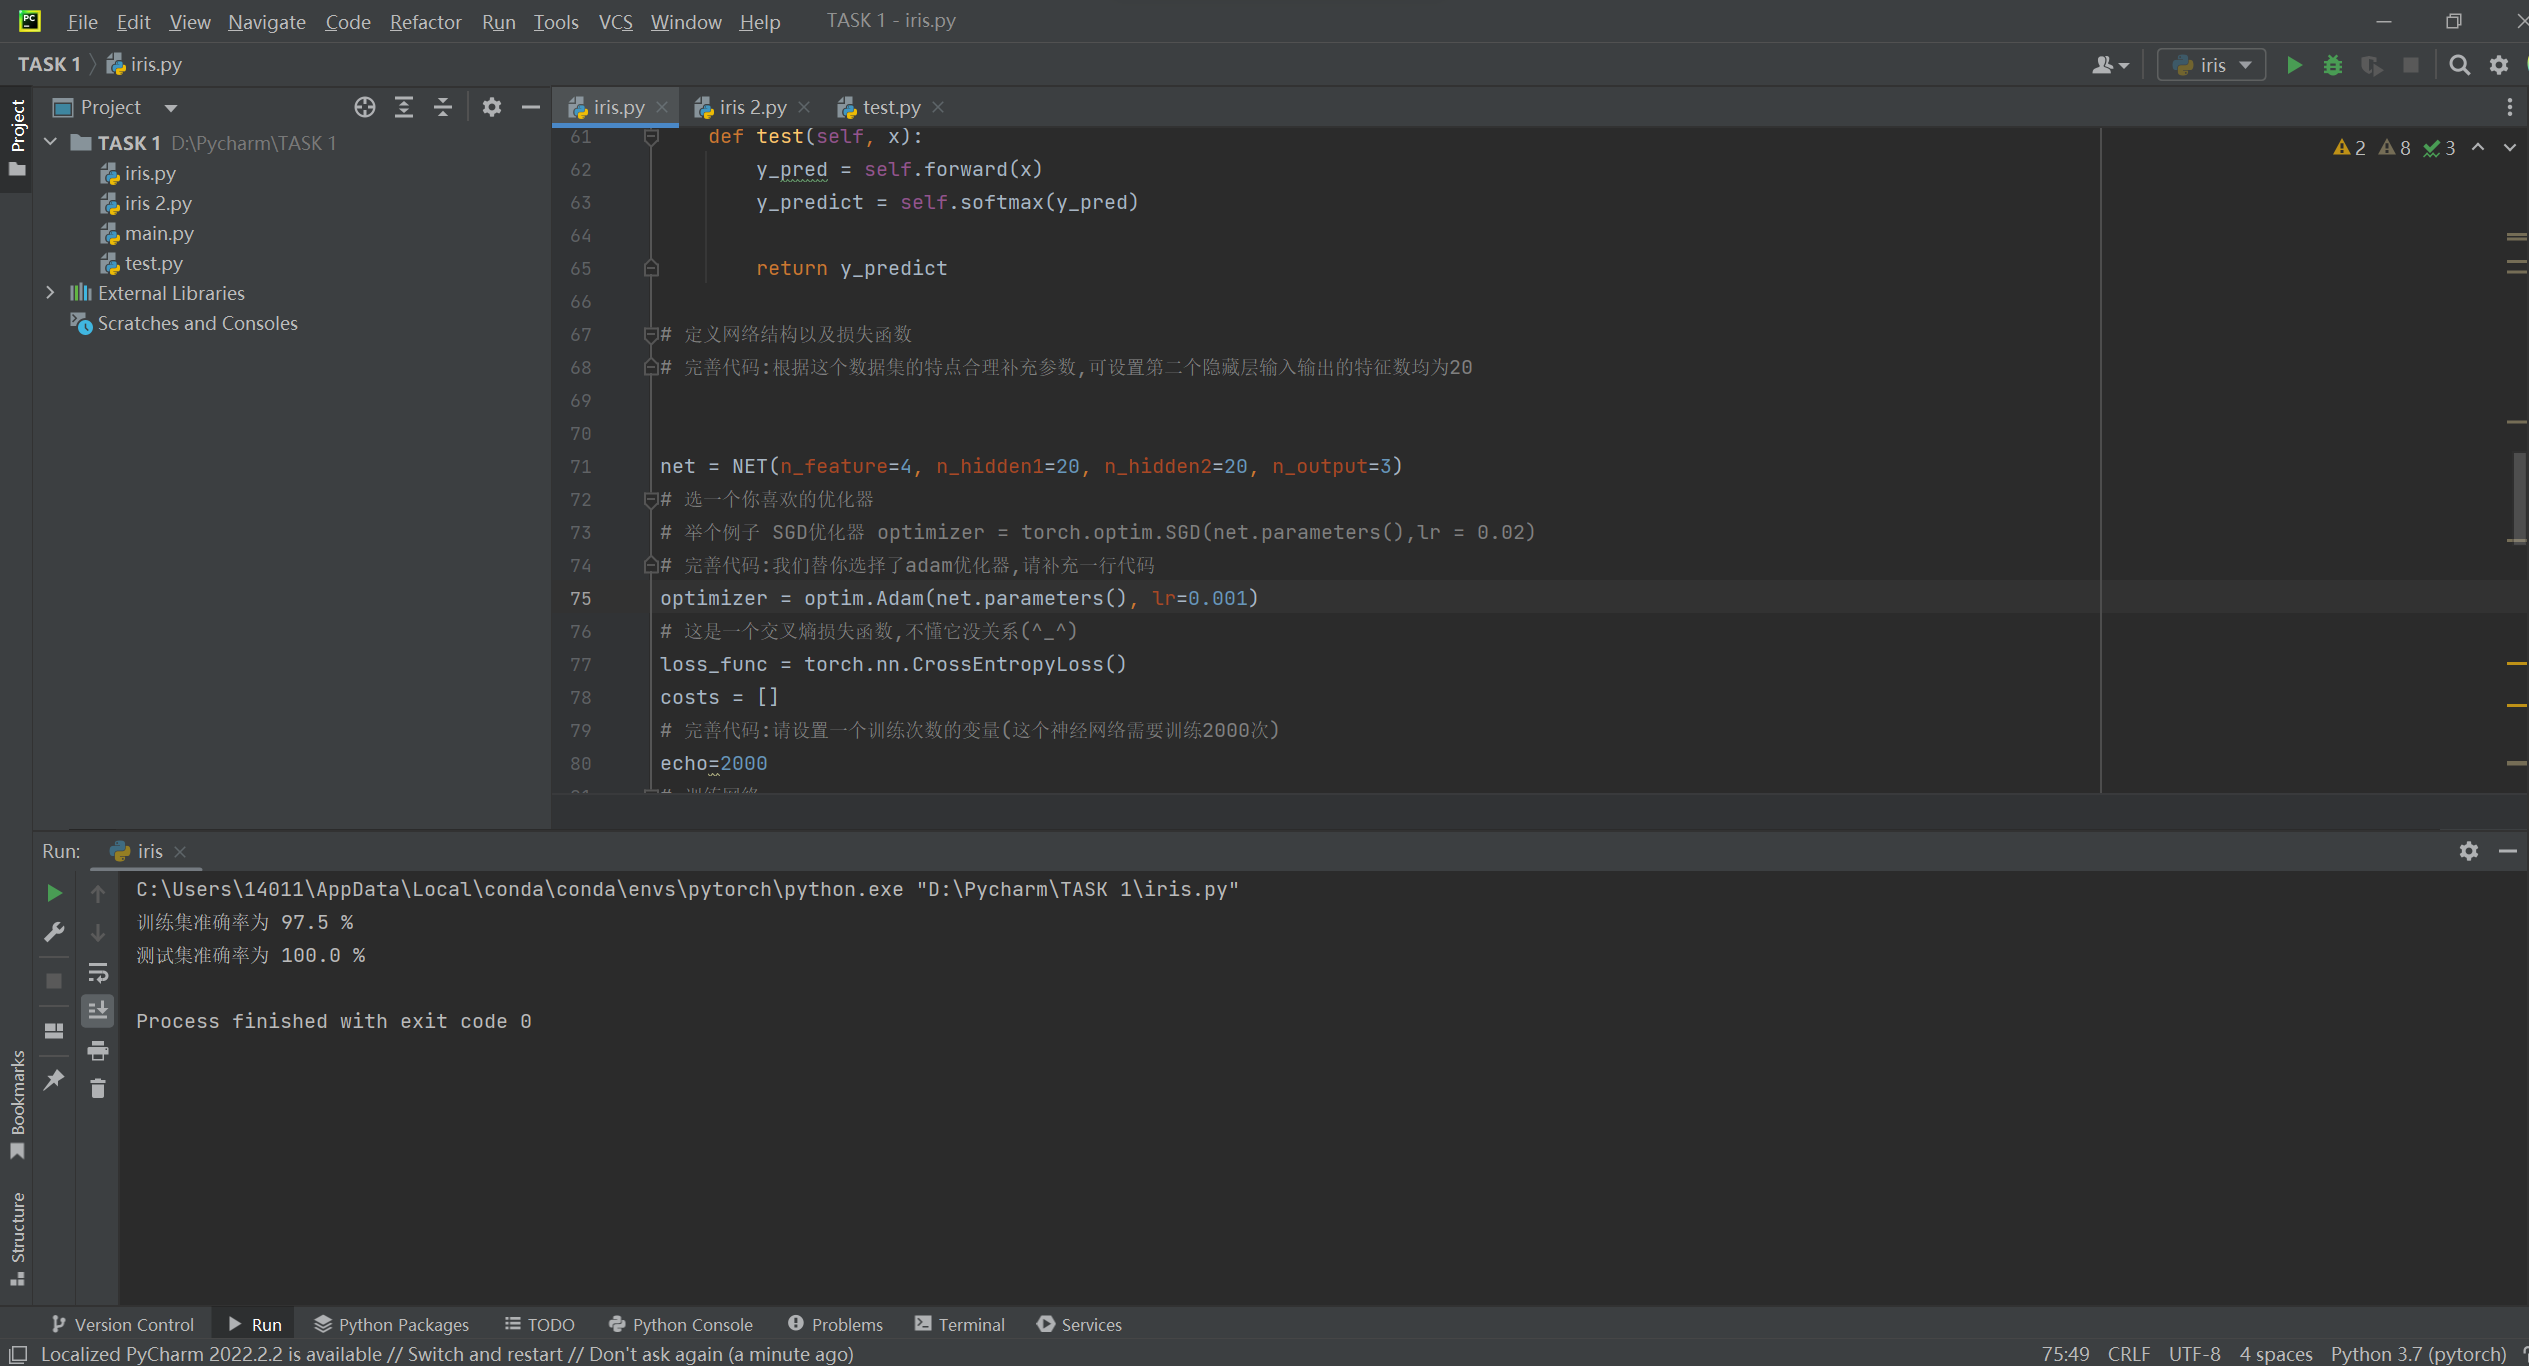 File Edit View Navigate Code Refactor Run Tools VCS Window Help TASK 1 - iris.py
TASK 1 iris.py iris
Project iris.py iris 2.py test.py
Project
TASK 1 D:\Pycharm\TASK 1
iris.py
iris 2.py
main.py
test.py
External Libraries
Scratches and Consoles
2 8 3
61 def test(self, x):
62 y_pred = self.forward(x)
63 y_predict = self.softmax(y_pred)
64
65 return y_predict
66
67 # 定义网络结构以及损失函数
68 # 完善代码:根据这个数据集的特点合理补充参数,可设置第二个隐藏层输入输出的特征数均为20
69
70
71 net = NET(n_feature=4, n_hidden1=20, n_hidden2=20, n_output=3)
72 # 选一个你喜欢的优化器
73 # 举个例子 SGD优化器 optimizer = torch.optim.SGD(net.parameters(),lr = 0.02)
74 # 完善代码:我们替你选择了adam优化器,请补充一行代码
75 optimizer = optim.Adam(net.parameters(), lr=0.001)
76 # 这是一个交叉熵损失函数,不懂它没关系(^_^)
77 loss_func = torch.nn.CrossEntropyLoss()
78 costs = []
79 # 完善代码:请设置一个训练次数的变量(这个神经网络需要训练2000次)
80 echo=2000
Run: iris
C:\Users\14011\AppData\Local\conda\conda\envs\pytorch\python.exe "D:\Pycharm\TASK 1\iris.py"
训练集准确率为 97.5 %
测试集准确率为 100.0 %
Process finished with exit code 0
Bookmarks
Structure
Version Control Run Python Packages TODO Python Console Problems Terminal Services
Localized PyCharm 2022.2.2 is available // Switch and restart // Don't ask again (a minute ago) 75:49 CRLF UTF-8 4 spaces Python 3.7 (pytorch)